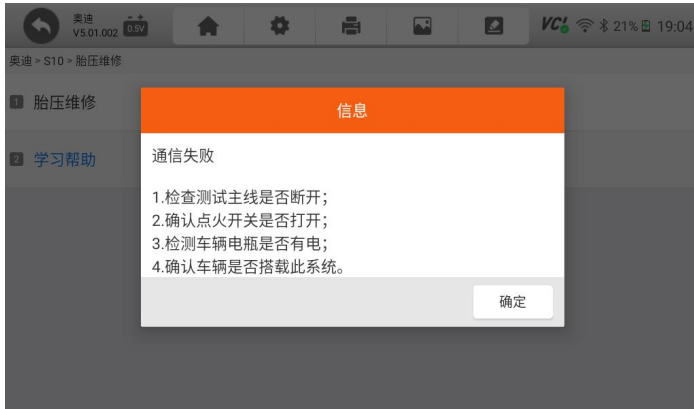 奥迪
V5.01.002
0.5V
VCI
21%
19:04
奥迪 > S10 > 胎压维修
1 胎压维修
2 学习帮助
信息
通信失败
1.检查测试主线是否断开；
2.确认点火开关是否打开；
3.检测车辆电瓶是否有电；
4.确认车辆是否搭载此系统。
确定